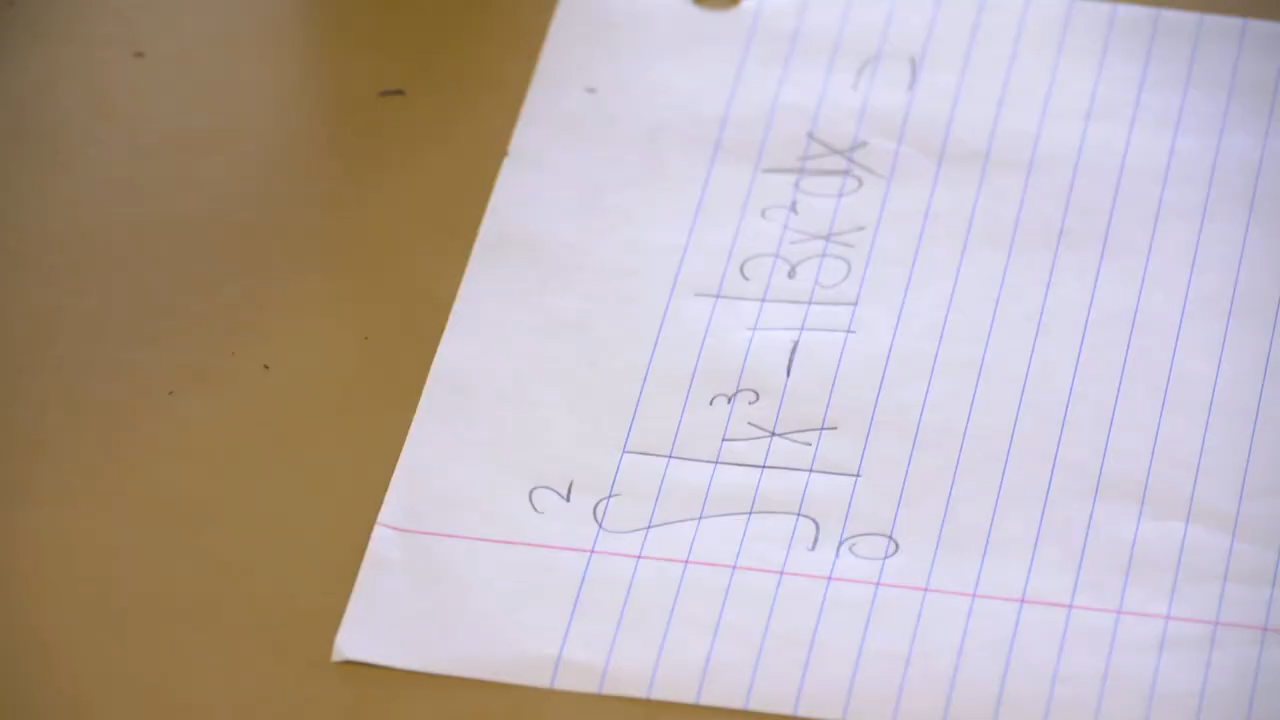 ∫₀² |x³ − 1| 3x² dx =